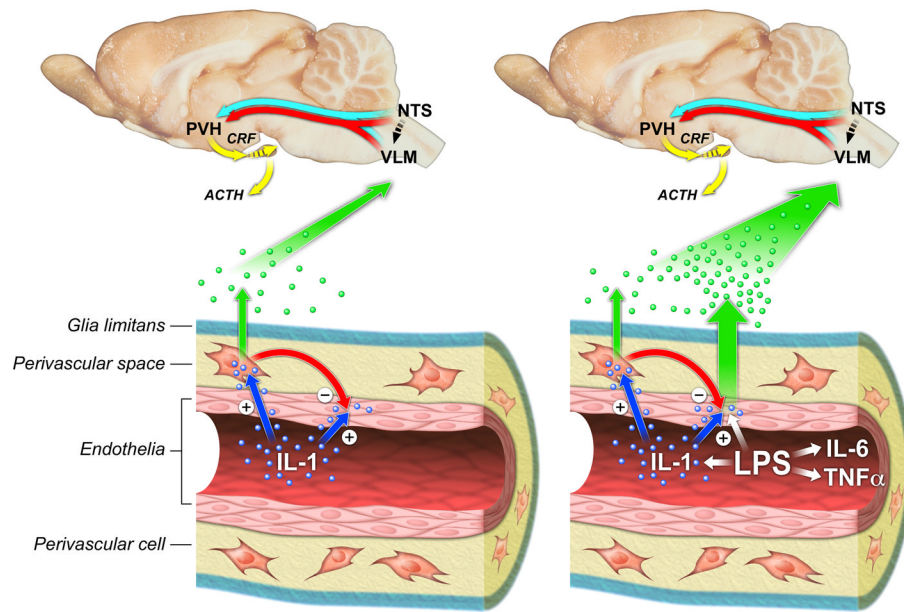 NTS
PVH
CRF
VLM
ACTH
NTS
PVH
CRF
VLM
ACTH
Glia limitans
Perivascular space
Endothelia
Perivascular cell
+
−
+
IL-1
+
−
+
IL-1
LPS
IL-6
TNFα